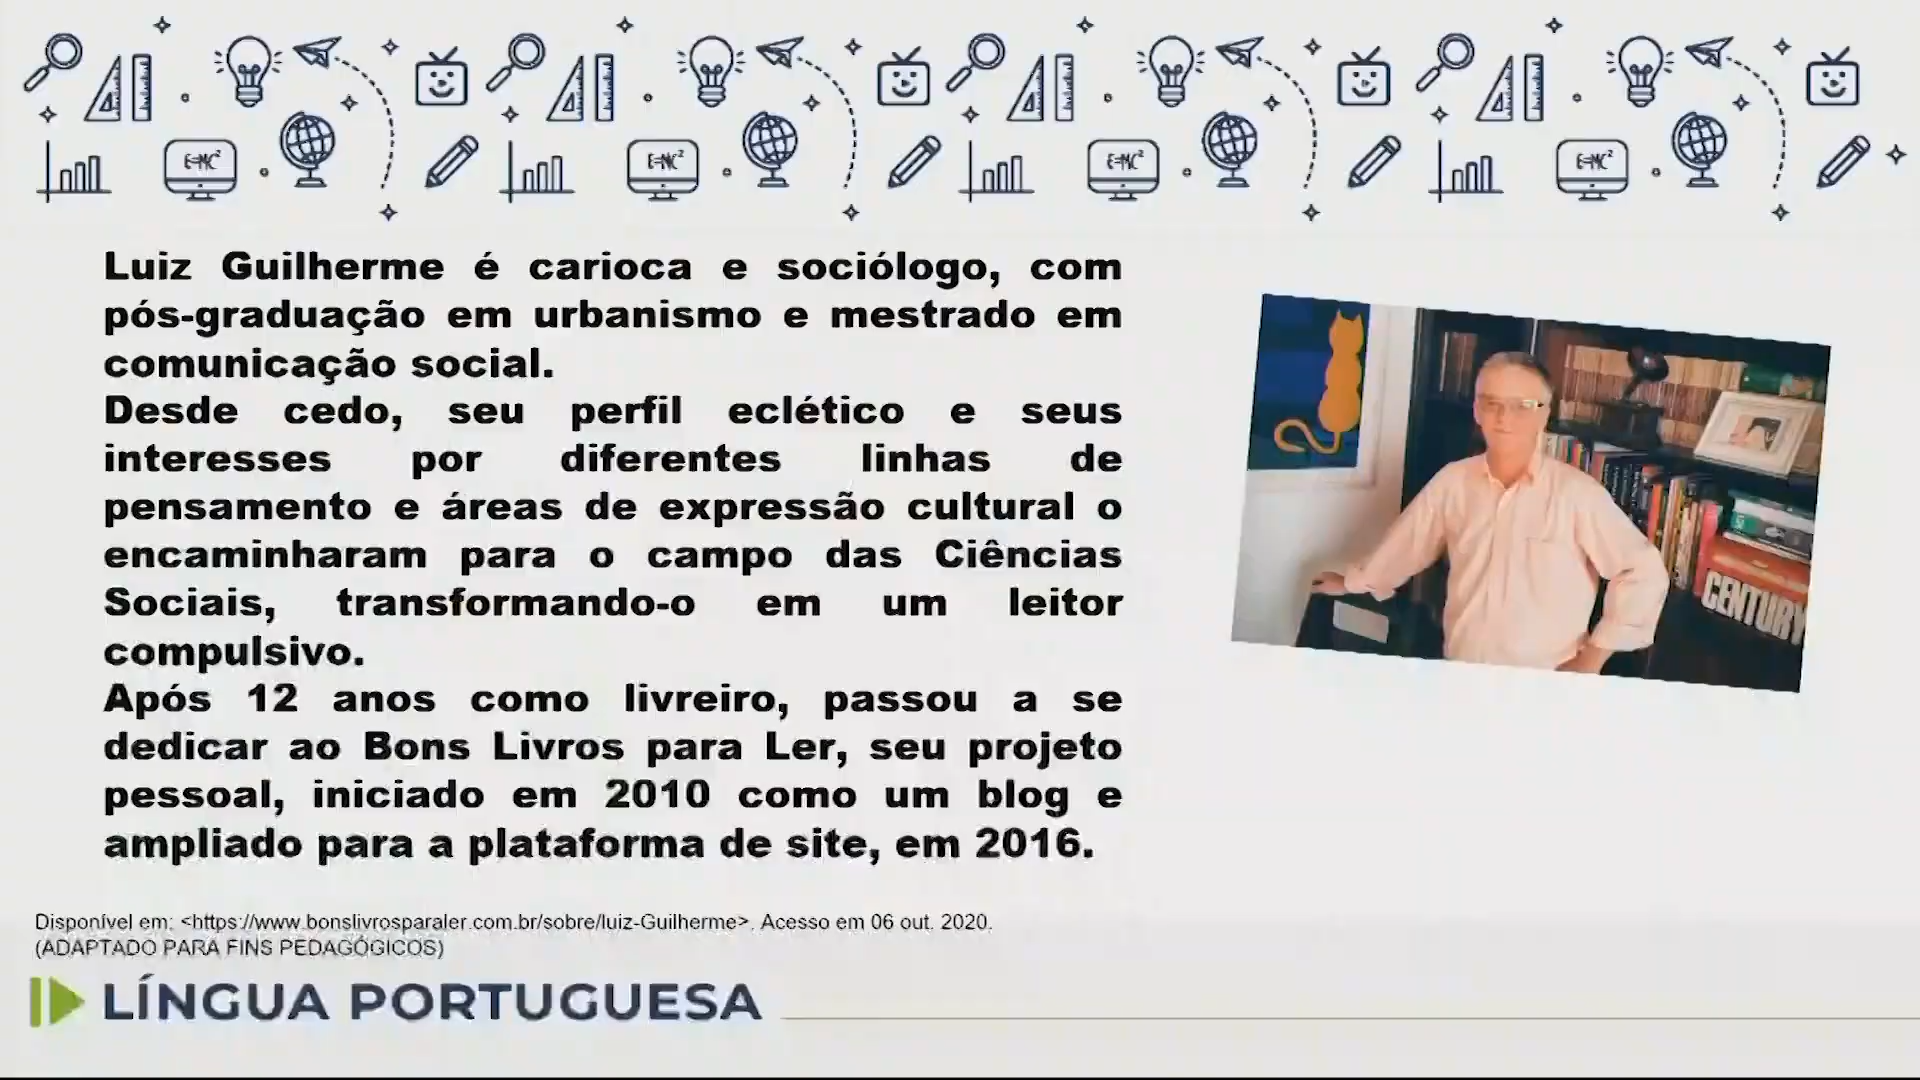 E=MC²
E=MC²
E=MC²
E=MC²
Luiz Guilherme é carioca e sociólogo, com
pós-graduação em urbanismo e mestrado em
comunicação social.
Desde cedo, seu perfil eclético e seus
interesses por diferentes linhas de
pensamento e áreas de expressão cultural o
encaminharam para o campo das Ciências
Sociais, transformando-o em um leitor
compulsivo.
Após 12 anos como livreiro, passou a se
dedicar ao Bons Livros para Ler, seu projeto
pessoal, iniciado em 2010 como um blog e
ampliado para a plataforma de site, em 2016.
CENTURY
Disponível em: <https://www.bonslivrosparaler.com.br/sobre/luiz-Guilherme>. Acesso em 06 out. 2020.
(ADAPTADO PARA FINS PEDAGÓGICOS)
LÍNGUA PORTUGUESA